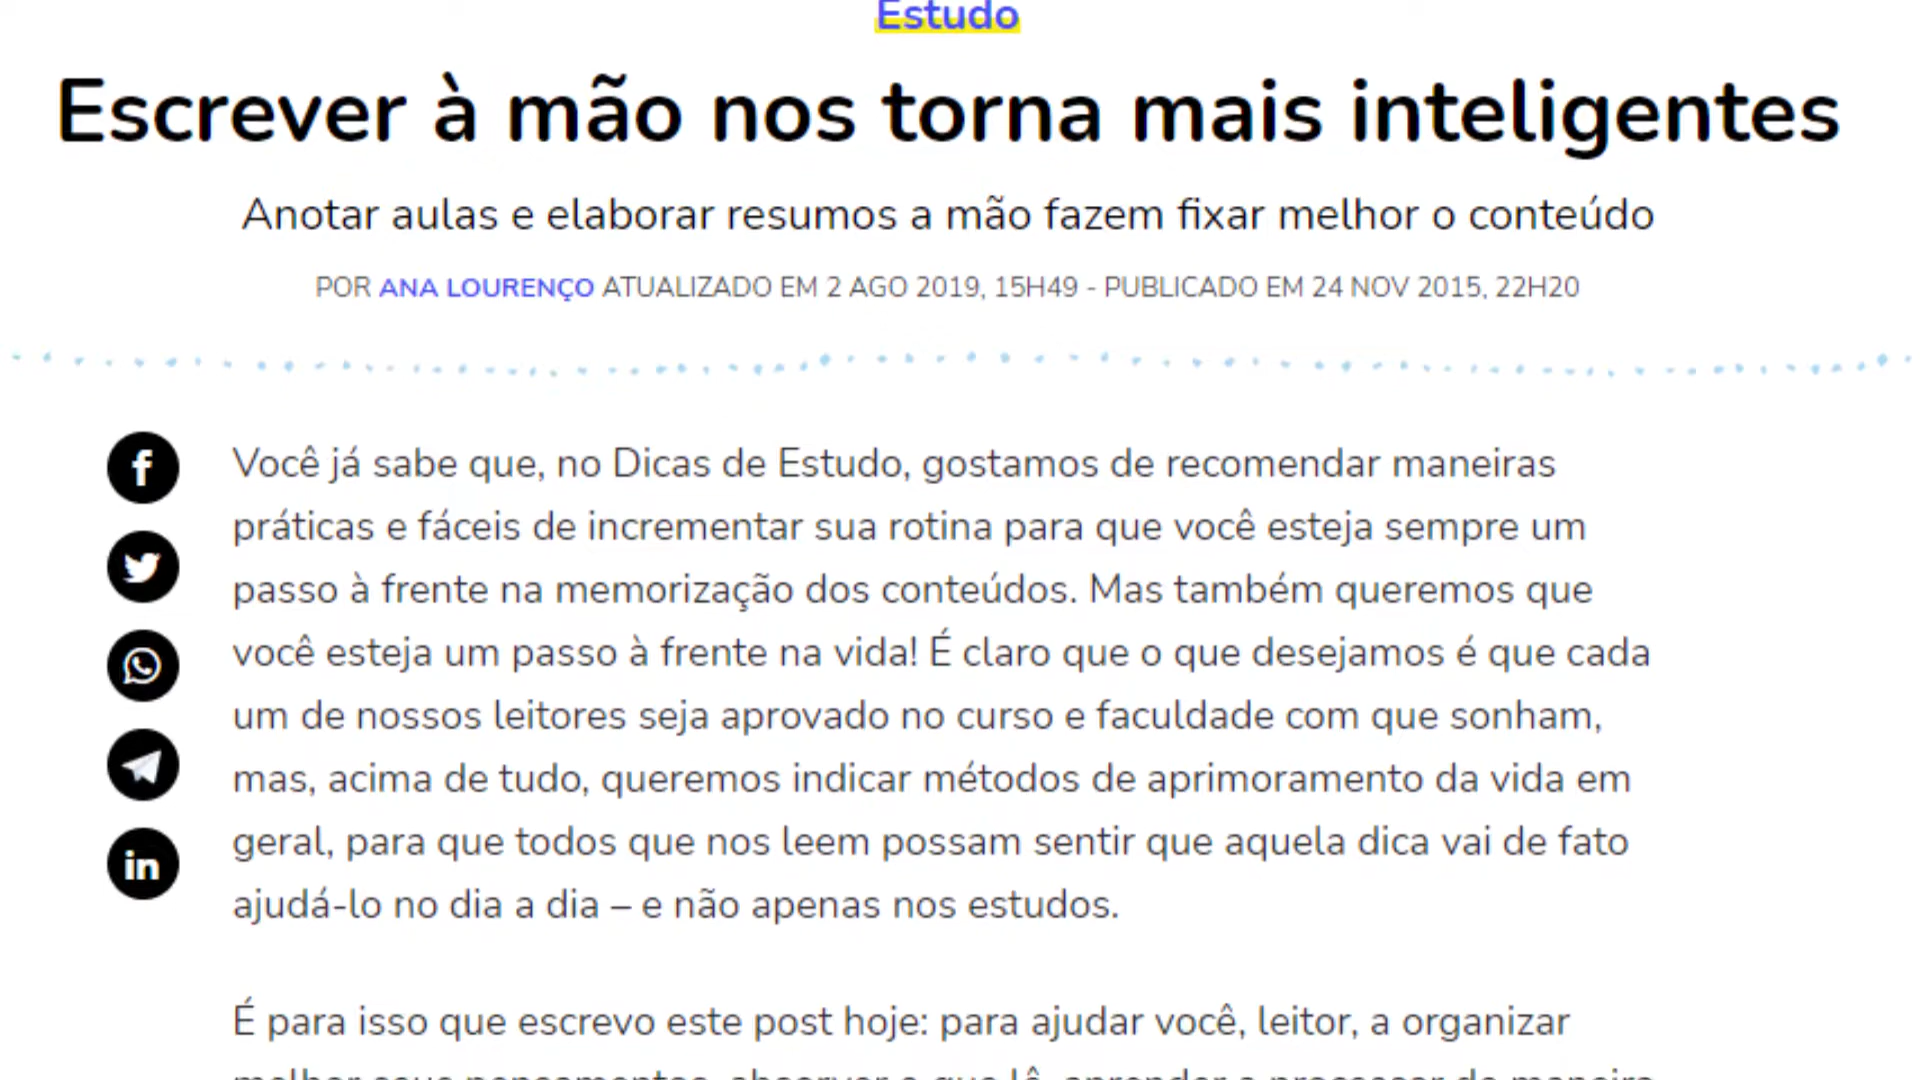 Estudo
Escrever à mão nos torna mais inteligentes
Anotar aulas e elaborar resumos a mão fazem fixar melhor o conteúdo
POR ANA LOURENÇO ATUALIZADO EM 2 AGO 2019, 15H49 - PUBLICADO EM 24 NOV 2015, 22H20
Você já sabe que, no Dicas de Estudo, gostamos de recomendar maneiras
práticas e fáceis de incrementar sua rotina para que você esteja sempre um
passo à frente na memorização dos conteúdos. Mas também queremos que
você esteja um passo à frente na vida! É claro que o que desejamos é que cada
um de nossos leitores seja aprovado no curso e faculdade com que sonham,
mas, acima de tudo, queremos indicar métodos de aprimoramento da vida em
geral, para que todos que nos leem possam sentir que aquela dica vai de fato
ajudá-lo no dia a dia – e não apenas nos estudos.
É para isso que escrevo este post hoje: para ajudar você, leitor, a organizar